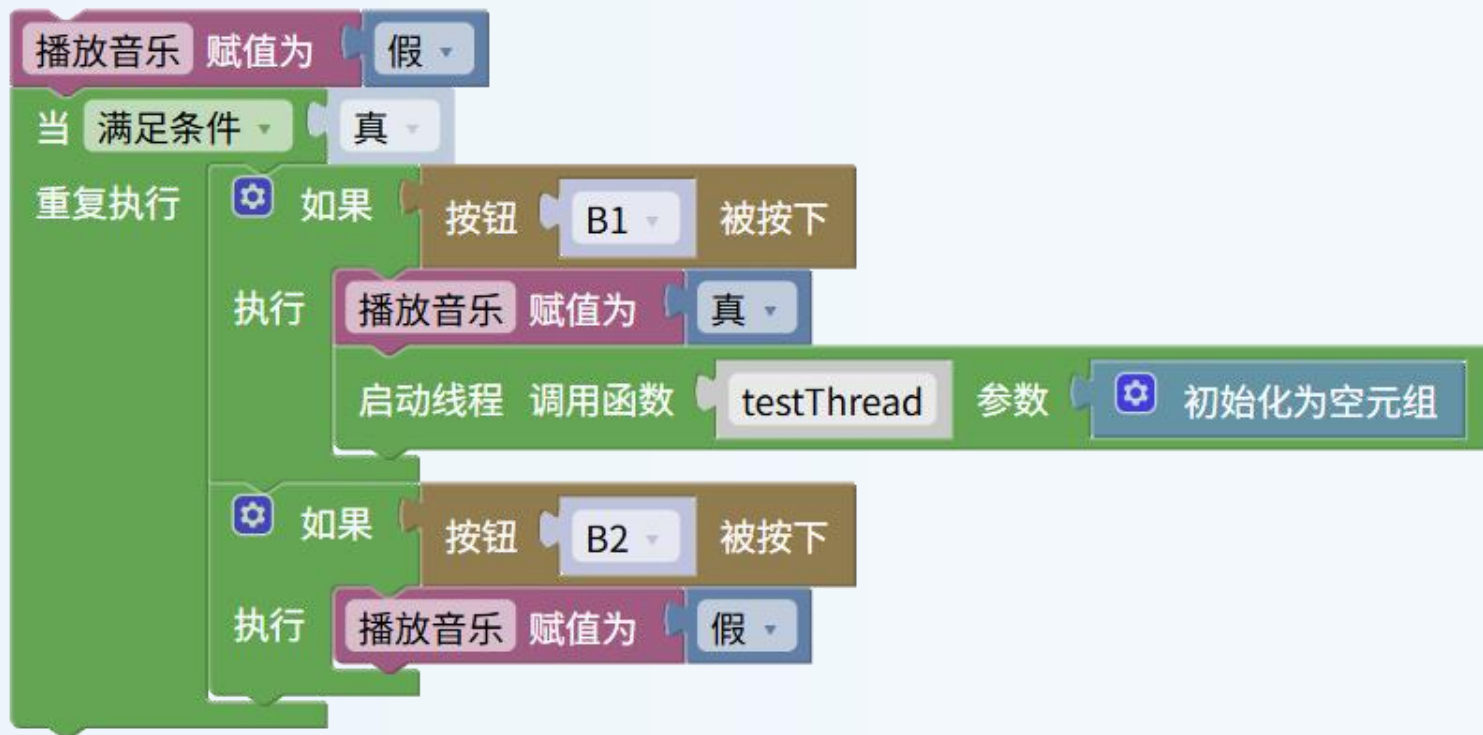 播放音乐 赋值为 假
当 满足条件 真
重复执行 如果 按钮 B1 被按下
执行 播放音乐 赋值为 真
启动线程 调用函数 testThread 参数 初始化为空元组
如果 按钮 B2 被按下
执行 播放音乐 赋值为 假